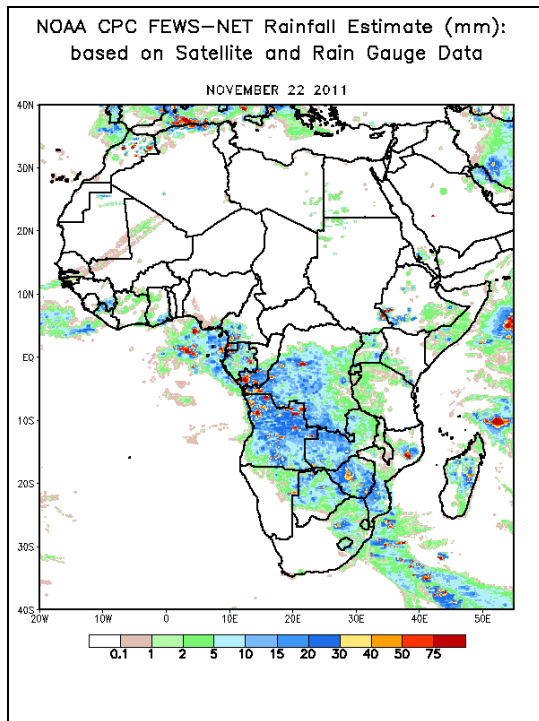 NOAA CPC FEWS-NET Rainfall Estimate (mm):
based on Satellite and Rain Gauge Data
NOVEMBER 22 2011
40N
30N
20N
10N
EQ
10S
20S
30S
40S
20W 10W 0 10E 20E 30E 40E 50E
0.1 1 2 5 10 15 20 30 40 50 75